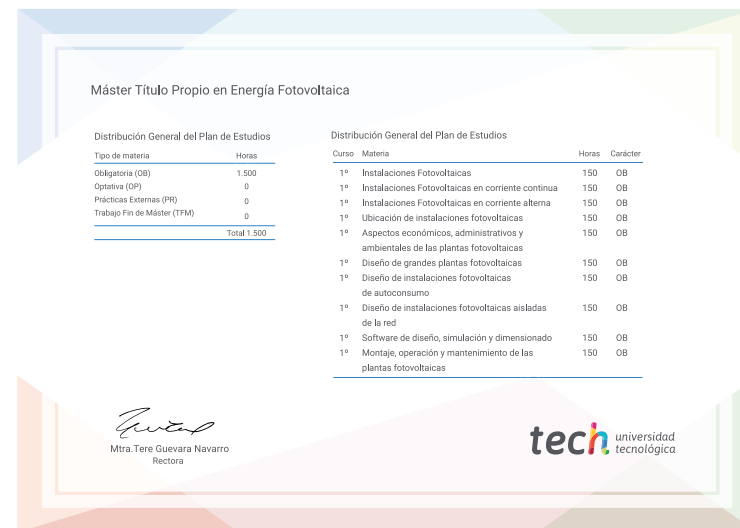 Máster Título Propio en Energía Fotovoltaica
Distribución General del Plan de Estudios
Tipo de materia Horas
Obligatoria (OB) 1.500
Optativa (OP) 0
Prácticas Externas (PR) 0
Trabajo Fin de Máster (TFM) 0
Total 1.500
Distribución General del Plan de Estudios
Curso Materia Horas Carácter
1º Instalaciones Fotovoltaicas 150 OB
1º Instalaciones Fotovoltaicas en corriente continua 150 OB
1º Instalaciones Fotovoltaicas en corriente alterna 150 OB
1º Ubicación de instalaciones fotovoltaicas 150 OB
1º Aspectos económicos, administrativos y 150 OB
ambientales de las plantas fotovoltaicas
1º Diseño de grandes plantas fotovoltaicas 150 OB
1º Diseño de instalaciones fotovoltaicas 150 OB
de autoconsumo
1º Diseño de instalaciones fotovoltaicas aisladas 150 OB
de la red
1º Software de diseño, simulación y dimensionado 150 OB
1º Montaje, operación y mantenimiento de las 150 OB
plantas fotovoltaicas
Mtra.Tere Guevara Navarro
Rectora
tech universidad
tecnológica